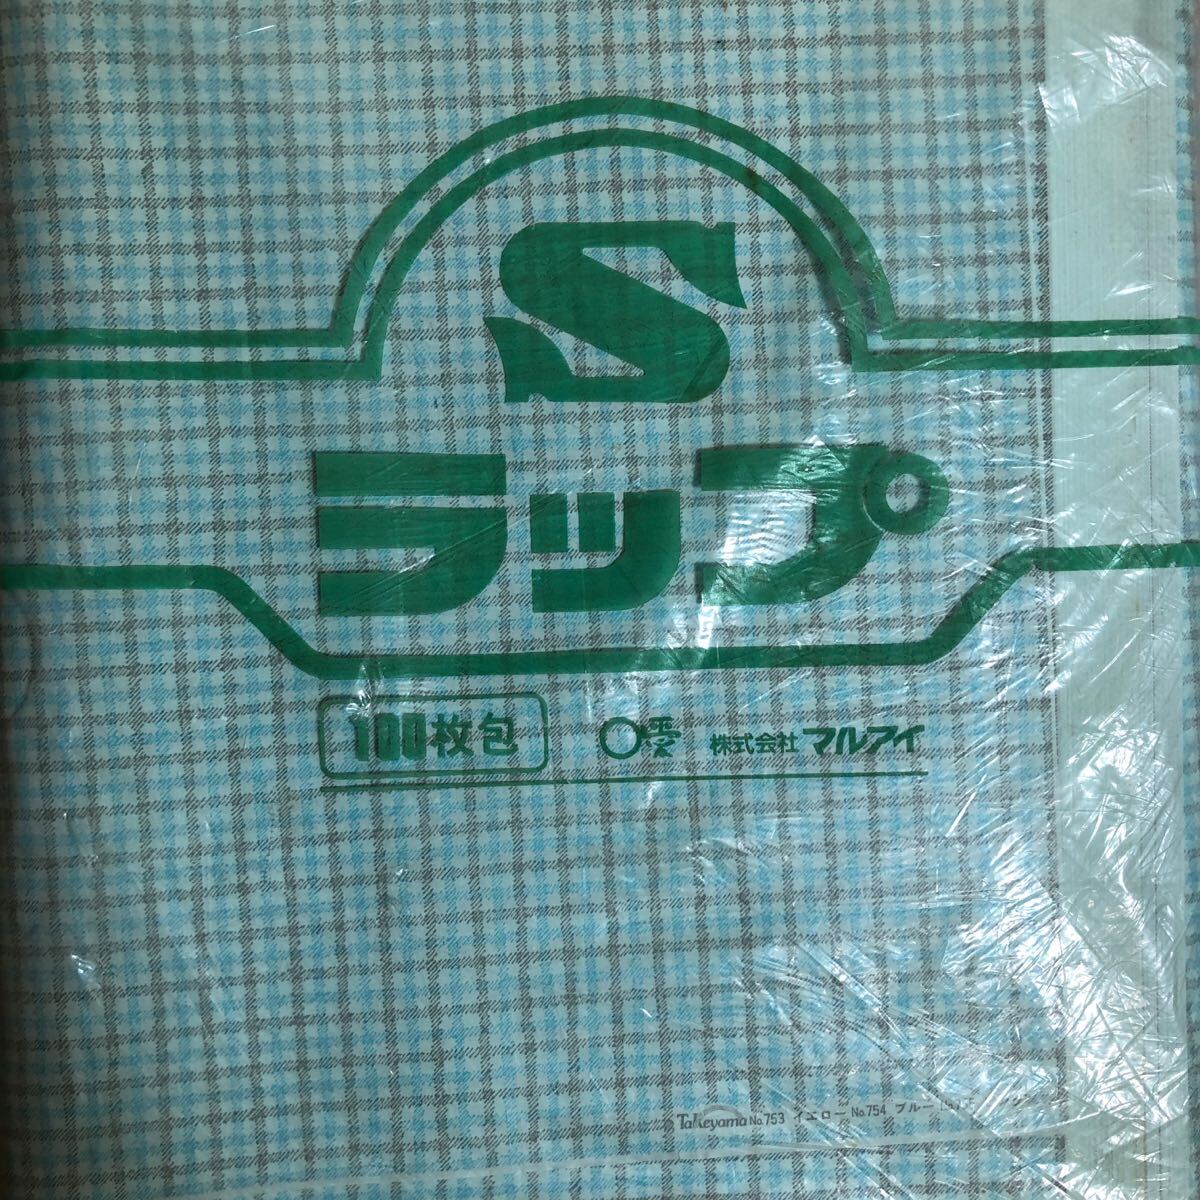 S
ラップ
100枚包
株式会社 マルアイ
Takeyama No.753 イエロー No.754 ブルー